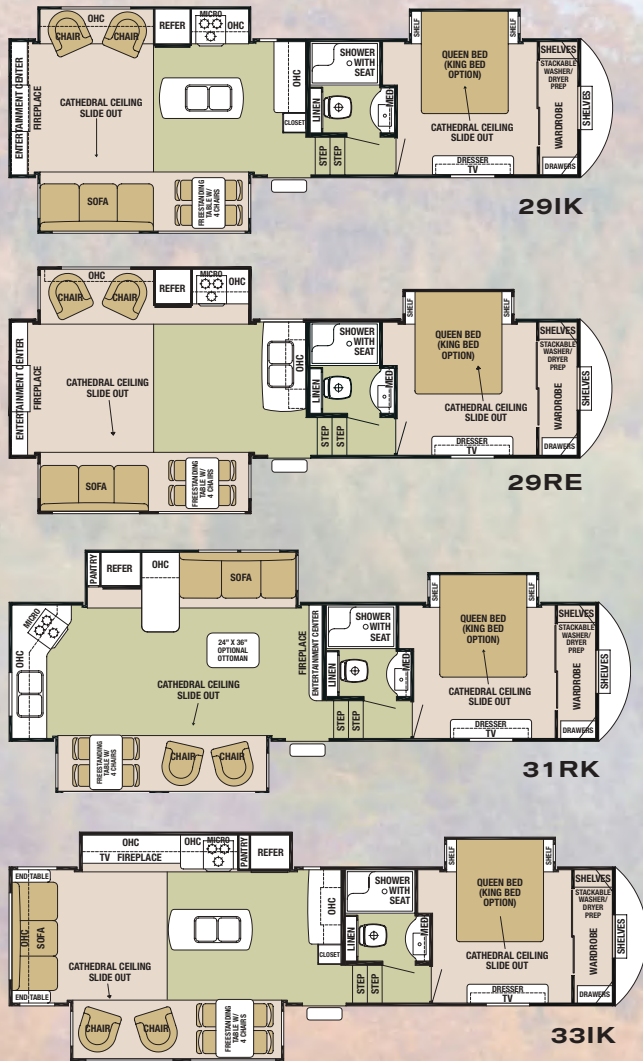 OHC
CHAIR
CHAIR
REFER
MICRO
OHC
ENTERTAINMENT CENTER
FIREPLACE
CATHEDRAL CEILING
SLIDE OUT
OHC
CLOSET
SOFA
FREESTANDING
TABLE W/
4 CHAIRS
SHOWER
WITH
SEAT
LINEN
MED
STEP
STEP
SHELF
QUEEN BED
(KING BED
OPTION)
CATHEDRAL CEILING
SLIDE OUT
DRESSER
TV
SHELVES
STACKABLE
WASHER/
DRYER
PREP
WARDROBE
DRAWERS
SHELVES
29IK
OHC
CHAIR
CHAIR
REFER
MICRO
OHC
ENTERTAINMENT CENTER
FIREPLACE
CATHEDRAL CEILING
SLIDE OUT
OHC
SOFA
FREESTANDING
TABLE W/
4 CHAIRS
SHOWER
WITH
SEAT
LINEN
MED
STEP
STEP
SHELF
QUEEN BED
(KING BED
OPTION)
SHELF
CATHEDRAL CEILING
SLIDE OUT
DRESSER
TV
SHELVES
STACKABLE
WASHER/
DRYER
PREP
WARDROBE
DRAWERS
SHELVES
29RE
PANTRY
REFER
OHC
SOFA
MICRO
OHC
24" X 36"
OPTIONAL
OTTOMAN
FIREPLACE
ENTERTAINMENT CENTER
CATHEDRAL CEILING
SLIDE OUT
FREESTANDING
TABLE W/
4 CHAIRS
CHAIR
CHAIR
SHOWER
WITH
SEAT
LINEN
MED
STEP
STEP
SHELF
QUEEN BED
(KING BED
OPTION)
SHELF
CATHEDRAL CEILING
SLIDE OUT
DRESSER
TV
SHELVES
STACKABLE
WASHER/
DRYER
PREP
WARDROBE
DRAWERS
SHELVES
31RK
OHC
TV FIREPLACE
OHC
MICRO
PANTRY
REFER
END TABLE
OHC
SOFA
END TABLE
CATHEDRAL CEILING
SLIDE OUT
OHC
CLOSET
CHAIR
CHAIR
FREESTANDING
TABLE W/
4 CHAIRS
SHOWER
WITH
SEAT
LINEN
MED
STEP
STEP
SHELF
QUEEN BED
(KING BED
OPTION)
SHELF
CATHEDRAL CEILING
SLIDE OUT
DRESSER
TV
SHELVES
STACKABLE
WASHER/
DRYER
PREP
WARDROBE
DRAWERS
SHELVES
33IK